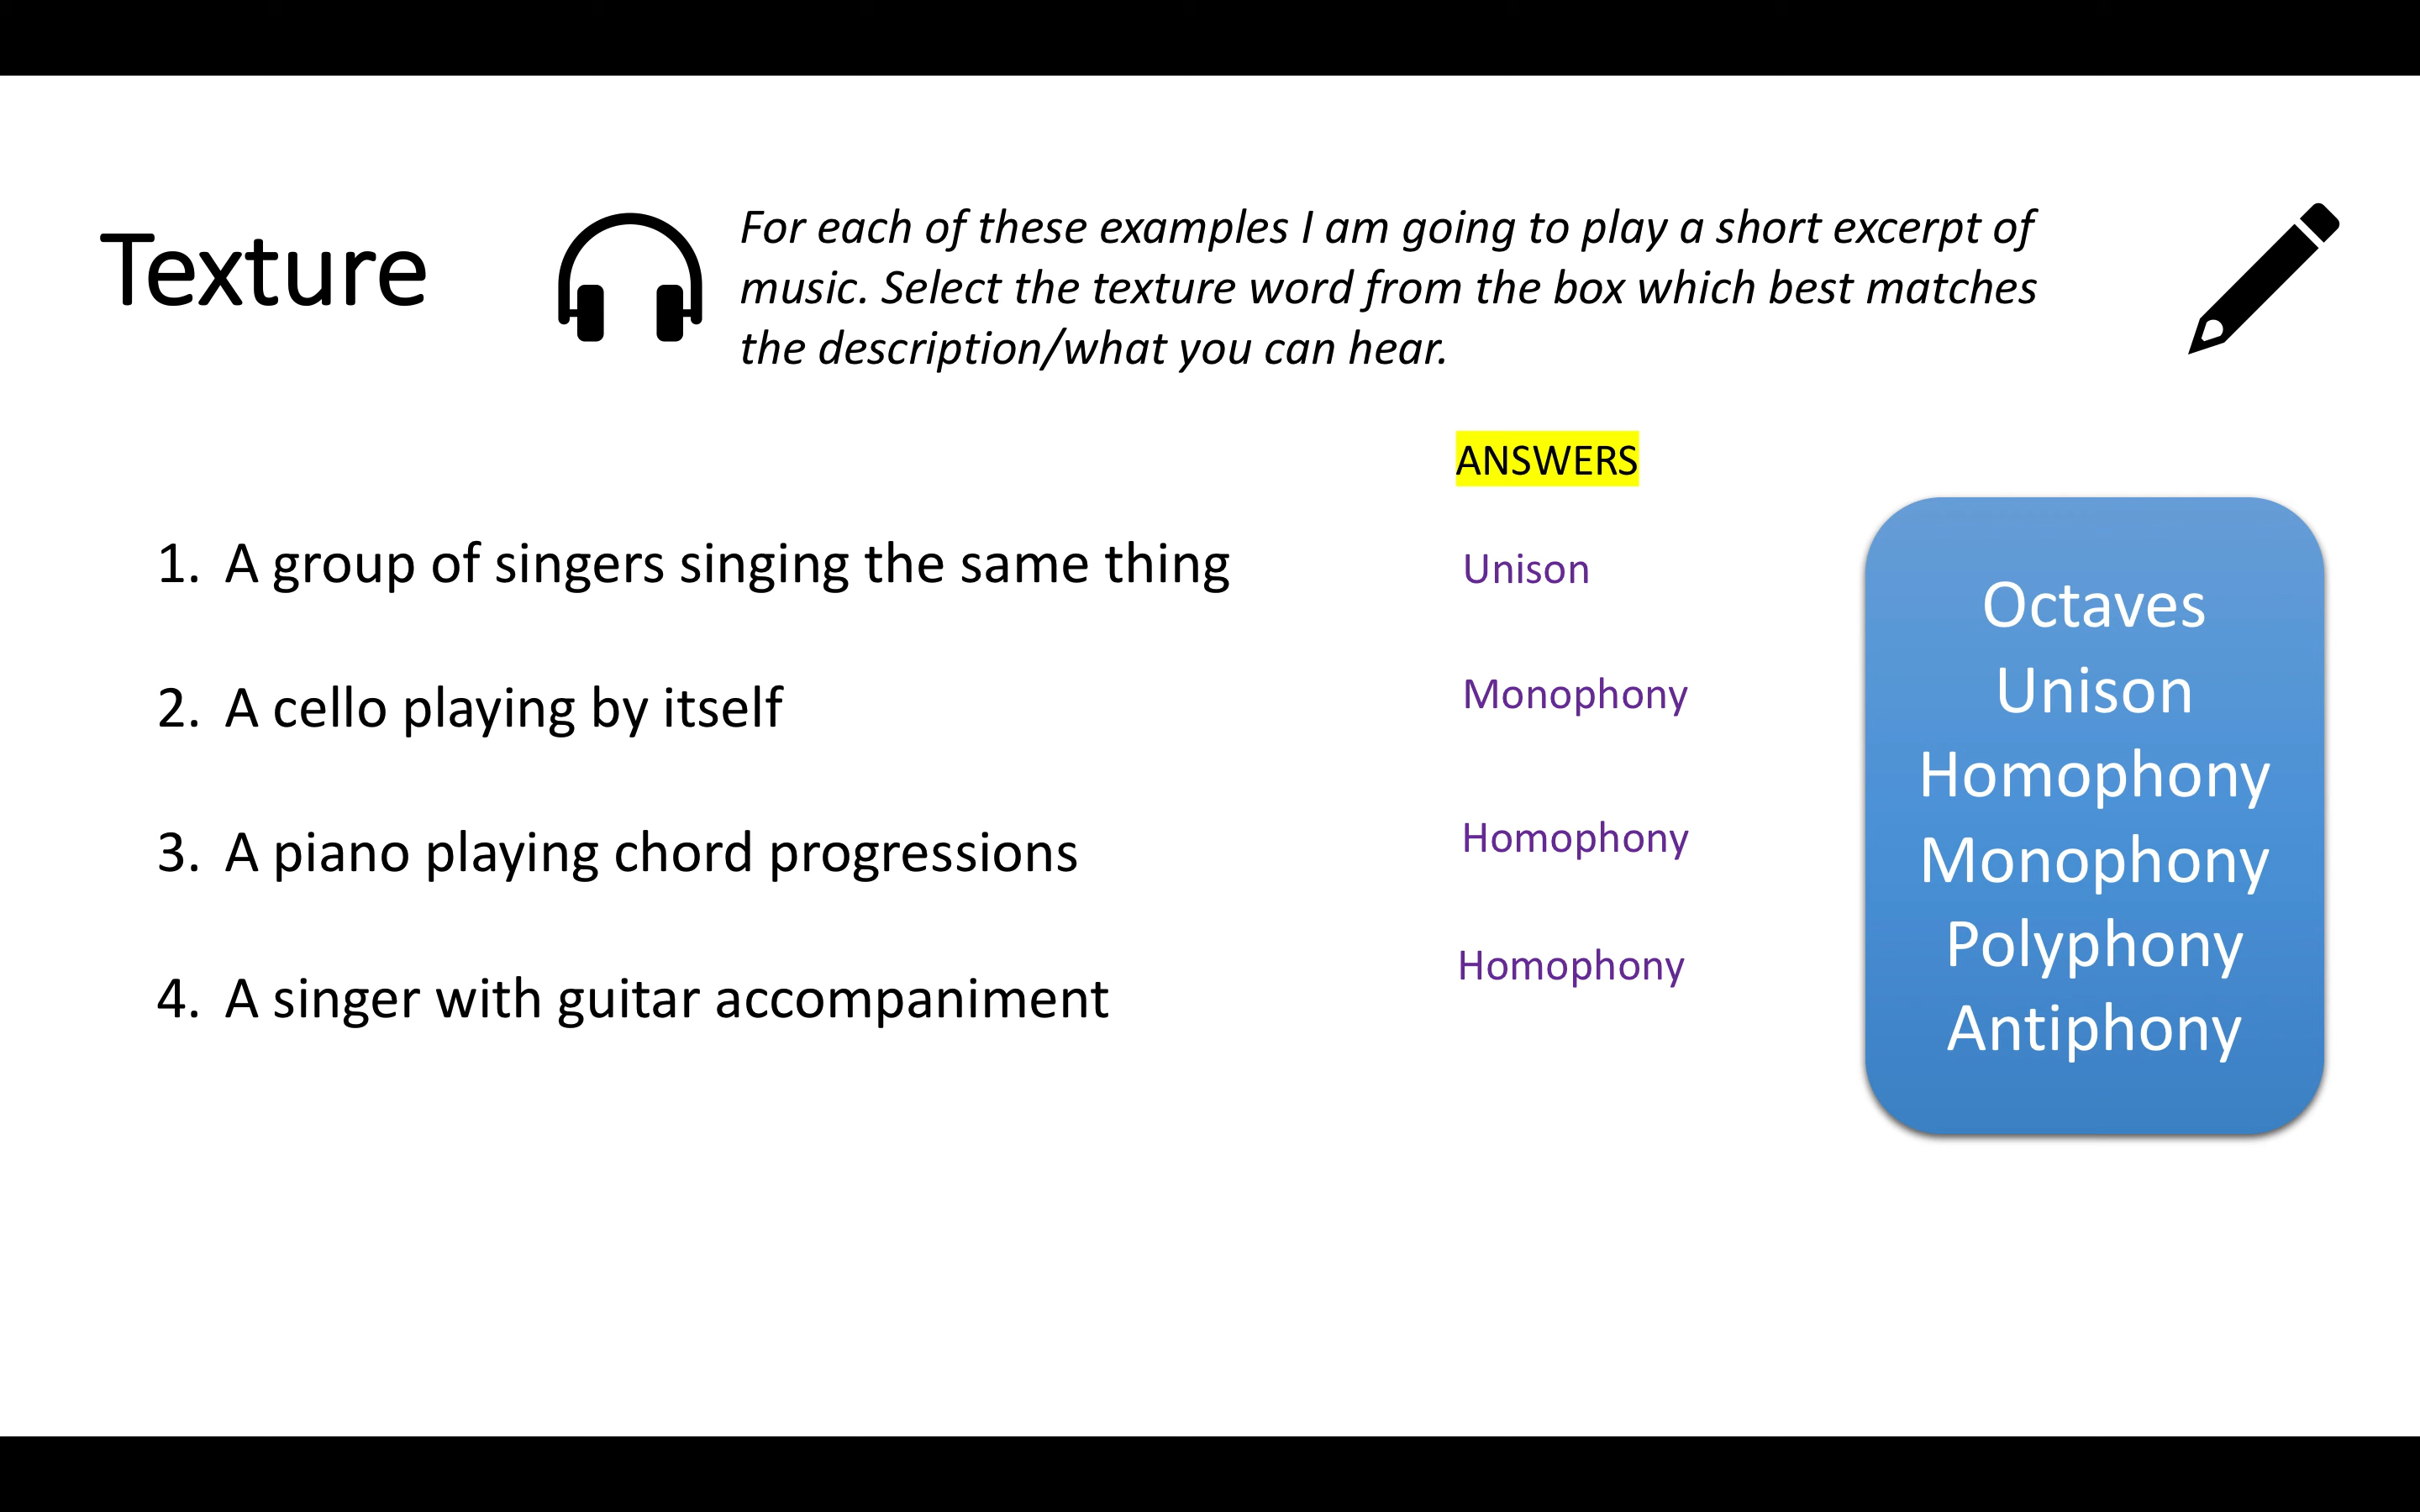 Texture
For each of these examples I am going to play a short excerpt of
music. Select the texture word from the box which best matches
the description/what you can hear.
ANSWERS
1. A group of singers singing the same thing
Unison
2. A cello playing by itself
Monophony
3. A piano playing chord progressions
Homophony
4. A singer with guitar accompaniment
Homophony
Octaves
Unison
Homophony
Monophony
Polyphony
Antiphony